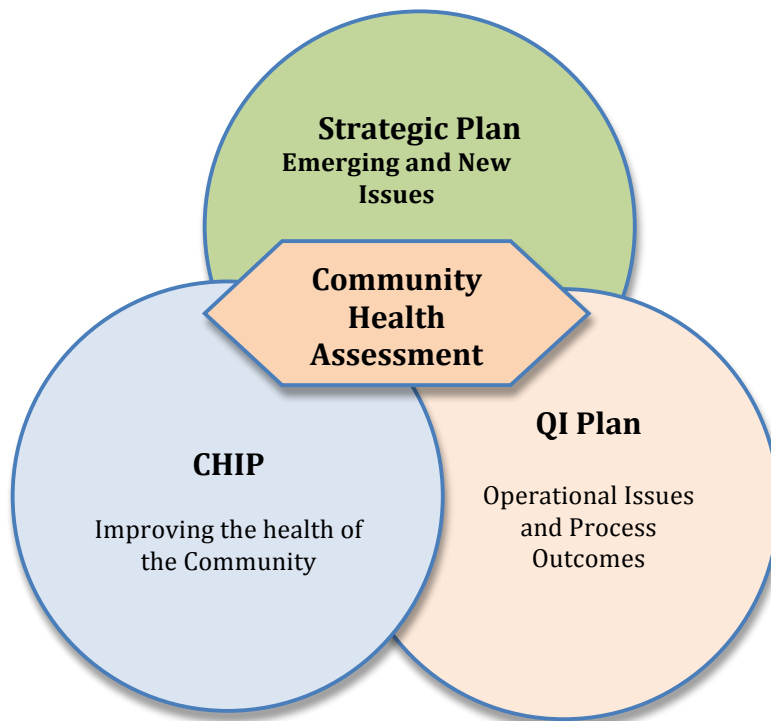 Strategic Plan
Emerging and New
Issues
Community
Health
Assessment
CHIP
Improving the health of
the Community
QI Plan
Operational Issues
and Process
Outcomes